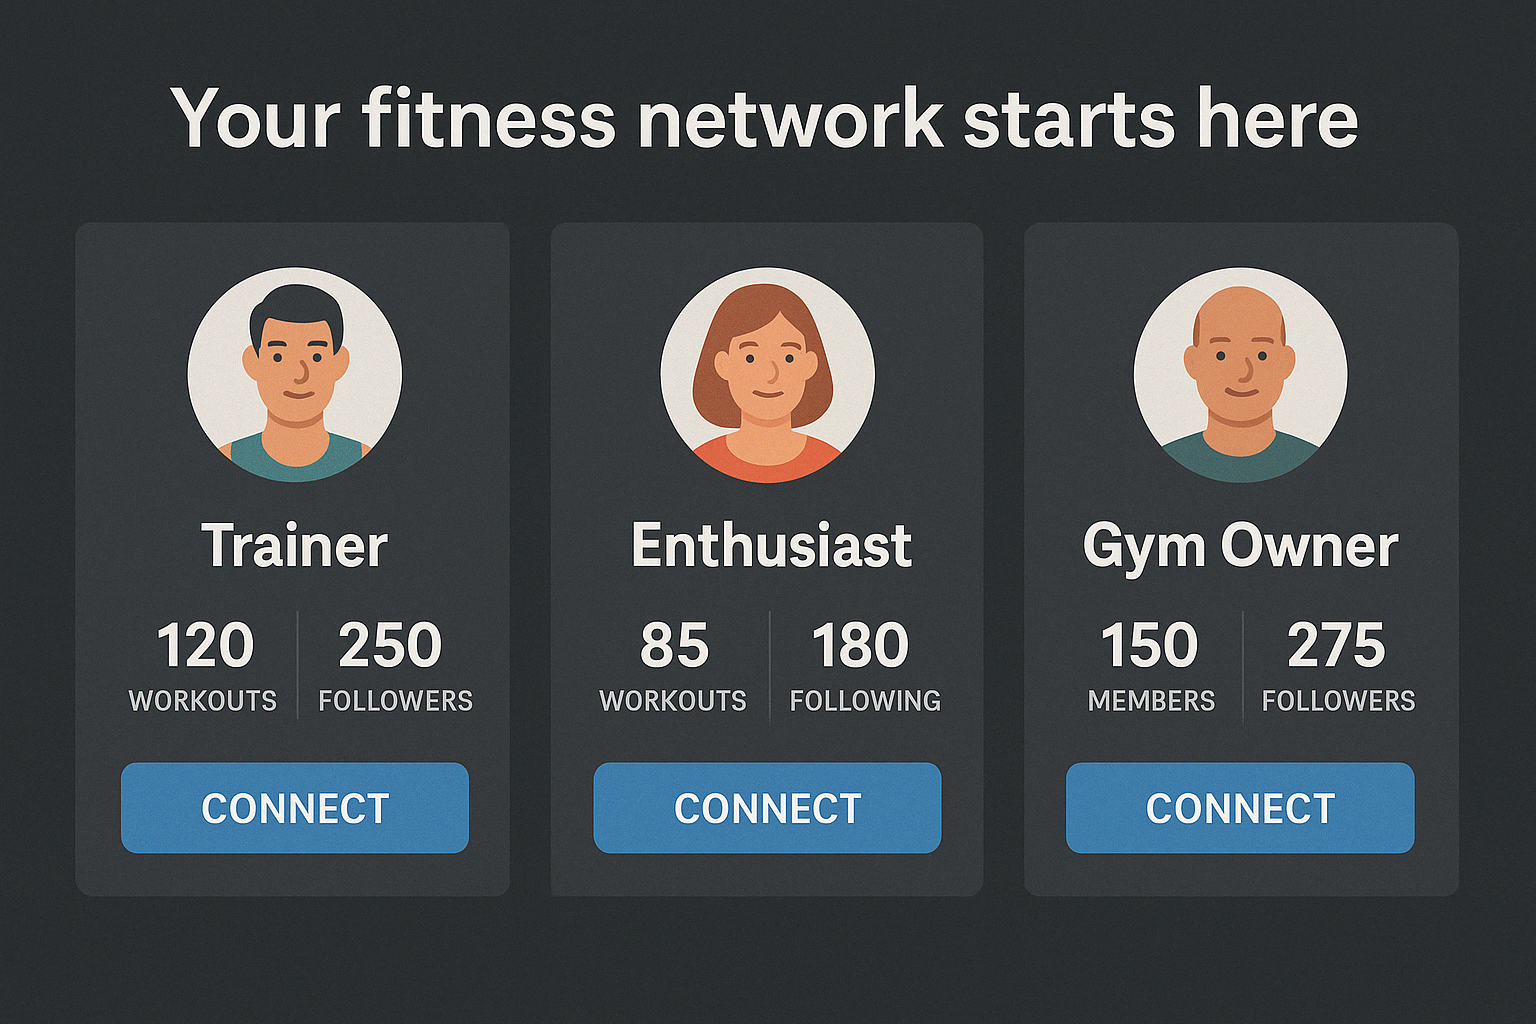 Your fitness network starts here
Trainer
120
WORKOUTS
250
FOLLOWERS
CONNECT
Enthusiast
85
WORKOUTS
180
FOLLOWING
CONNECT
Gym Owner
150
MEMBERS
275
FOLLOWERS
CONNECT